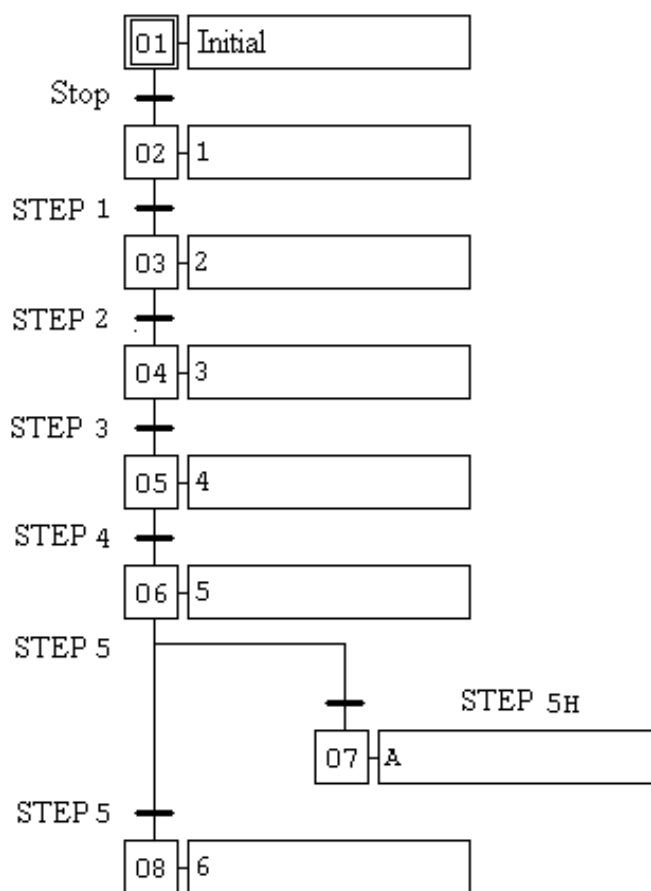 01 Initial
Stop
02 1
STEP 1
03 2
STEP 2
04 3
STEP 3
05 4
STEP 4
06 5
STEP 5
STEP 5H
07 A
STEP 5
08 6